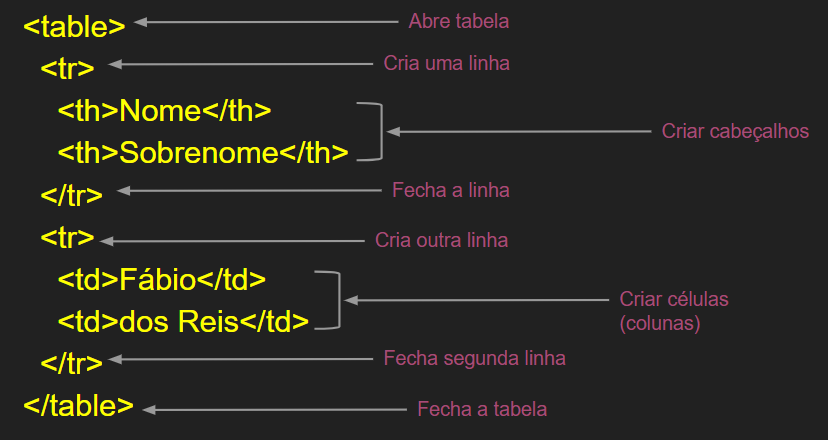 <table> Abre tabela
<tr> Cria uma linha
<th>Nome</th>
<th>Sobrenome</th>
Criar cabeçalhos
</tr> Fecha a linha
<tr> Cria outra linha
<td>Fábio</td>
<td>dos Reis</td>
Criar células
(colunas)
</tr> Fecha segunda linha
</table> Fecha a tabela